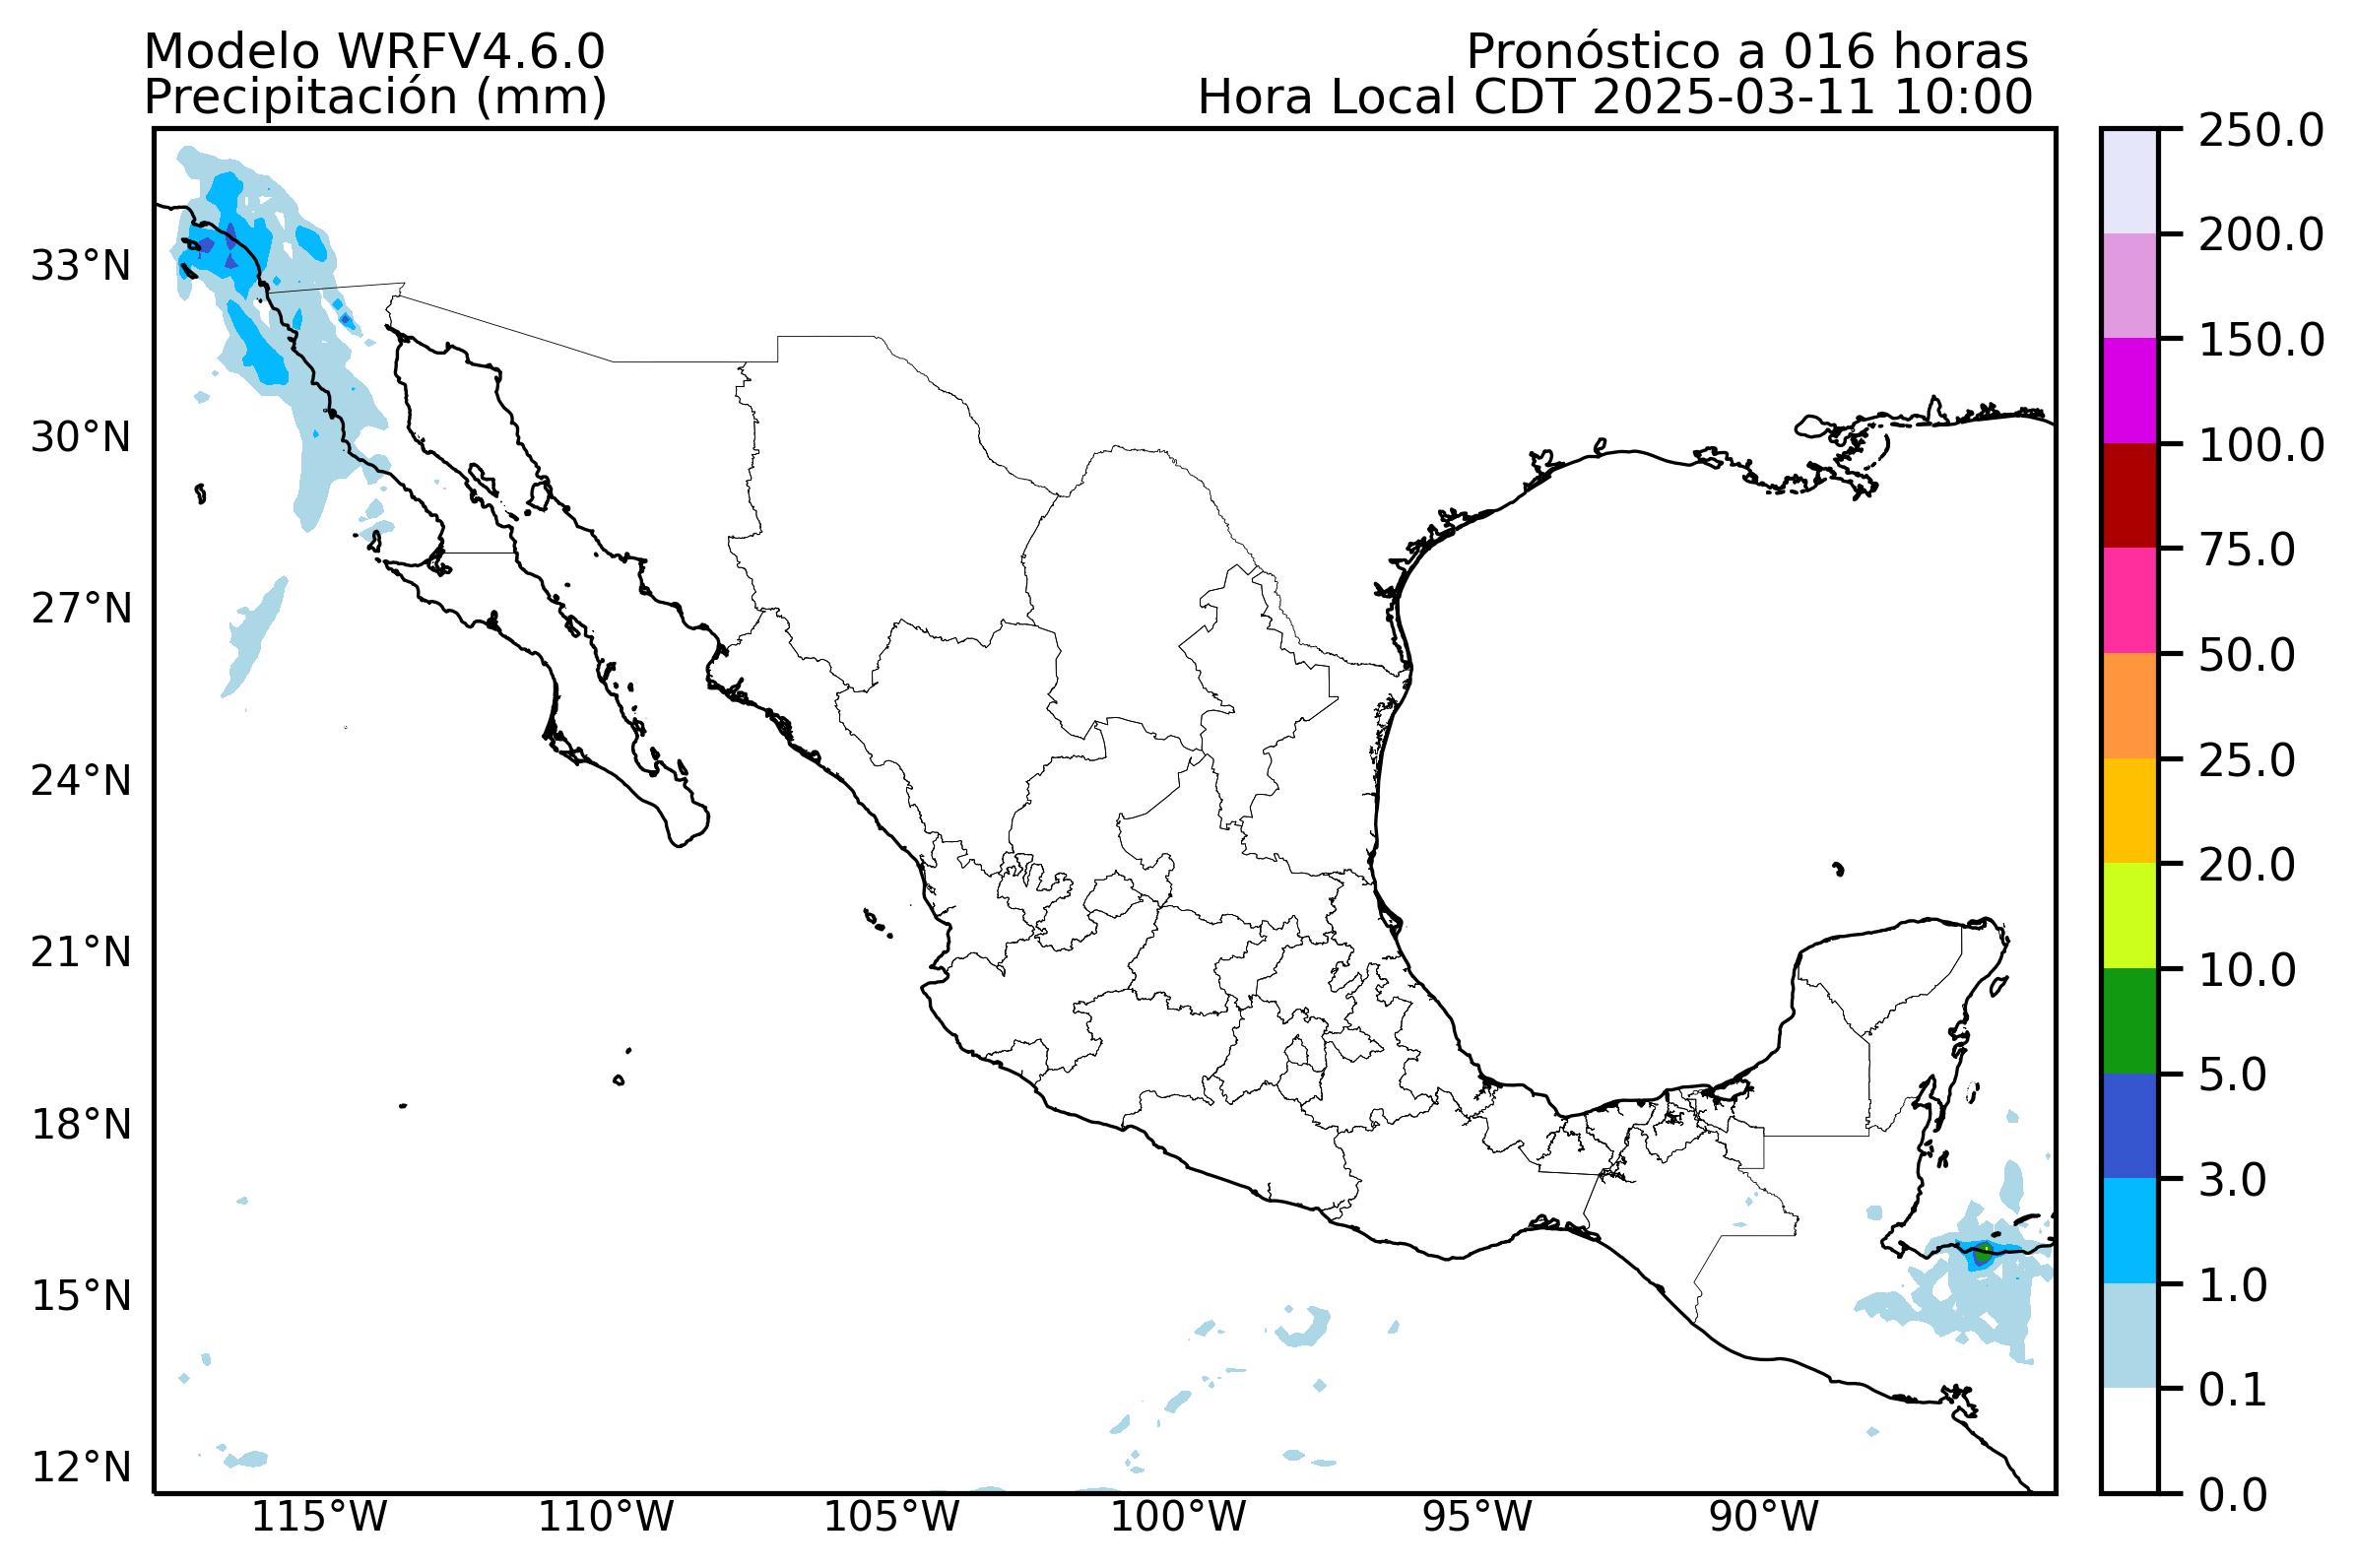 Modelo WRFV4.6.0
Precipitación (mm)
Pronóstico a 016 horas
Hora Local CDT 2025-03-11 10:00
33°N
30°N
27°N
24°N
21°N
18°N
15°N
12°N
115°W
110°W
105°W
100°W
95°W
90°W
250.0
200.0
150.0
100.0
75.0
50.0
25.0
20.0
10.0
5.0
3.0
1.0
0.1
0.0